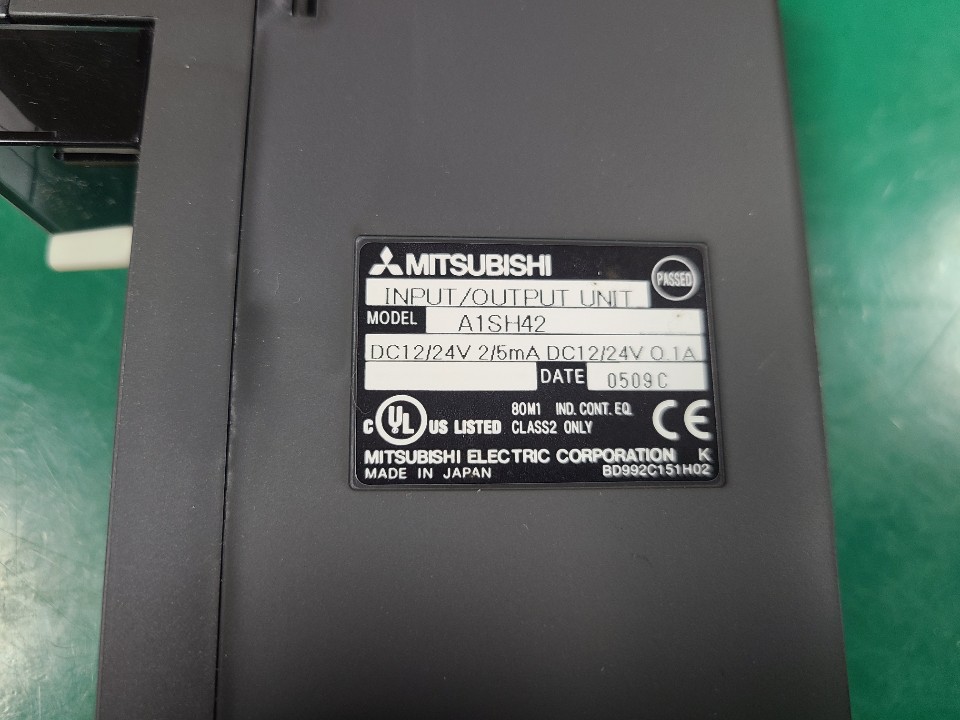 MITSUBISHI
PASSED
INPUT/OUTPUT UNIT
MODEL A1SH42
DC12/24V 2/5mA DC12/24V 0.1A
DATE 0509C
C UL US LISTED 80M1 IND. CONT. EQ. CLASS2 ONLY CE
MITSUBISHI ELECTRIC CORPORATION K
MADE IN JAPAN BD992C151H02